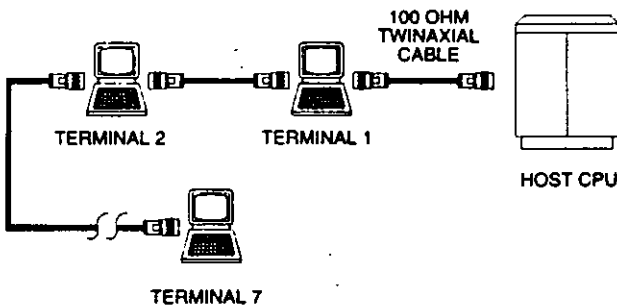 100 OHM
TWINAXIAL
CABLE
TERMINAL 2
TERMINAL 1
HOST CPU
TERMINAL 7